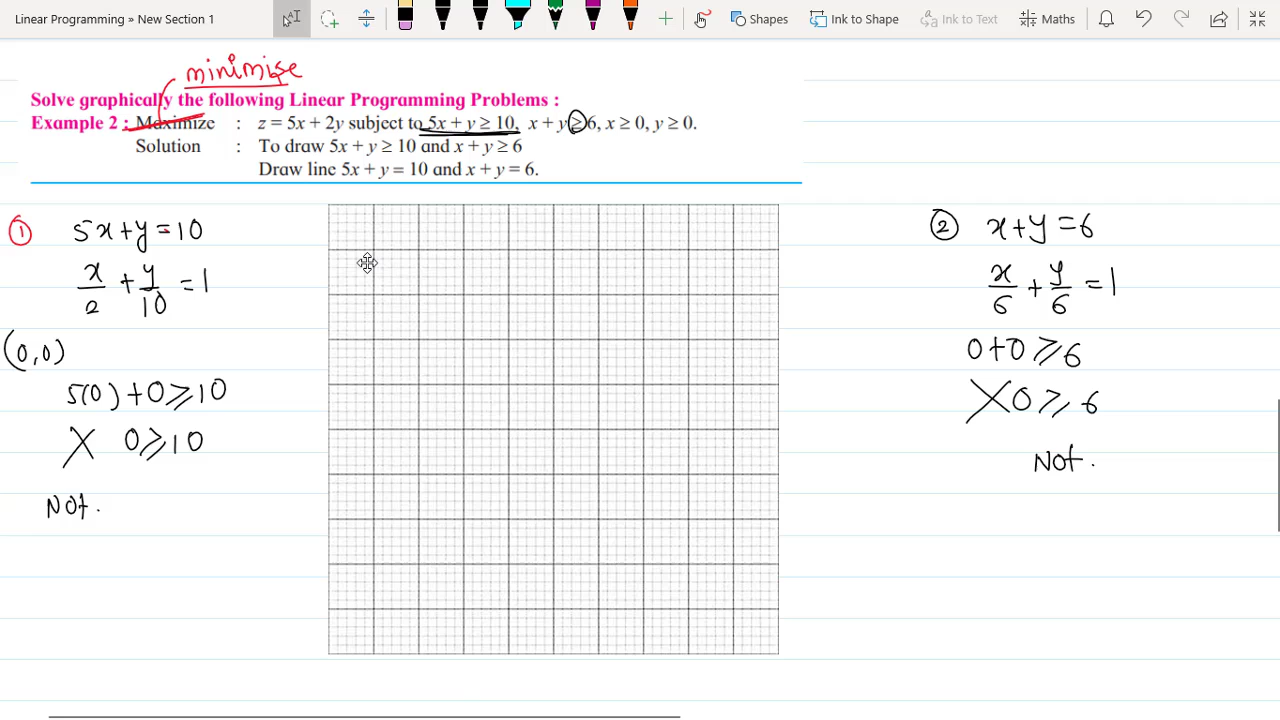 Linear Programming » New Section 1
Shapes
Ink to Shape
Ink to Text
Maths
minimise
Solve graphically the following Linear Programming Problems :
Example 2 : Maximize : z = 5x + 2y subject to 5x + y ≥ 10, x + y ≥ 6, x ≥ 0, y ≥ 0.
Solution : To draw 5x + y ≥ 10 and x + y ≥ 6
Draw line 5x + y = 10 and x + y = 6.
① 5x+y=10
x/2 + y/10 = 1
(0,0)
5(0)+0≥10
X 0≥10
Not.
② x+y=6
x/6 + y/6 = 1
0+0≥6
X 0≥6
Not.